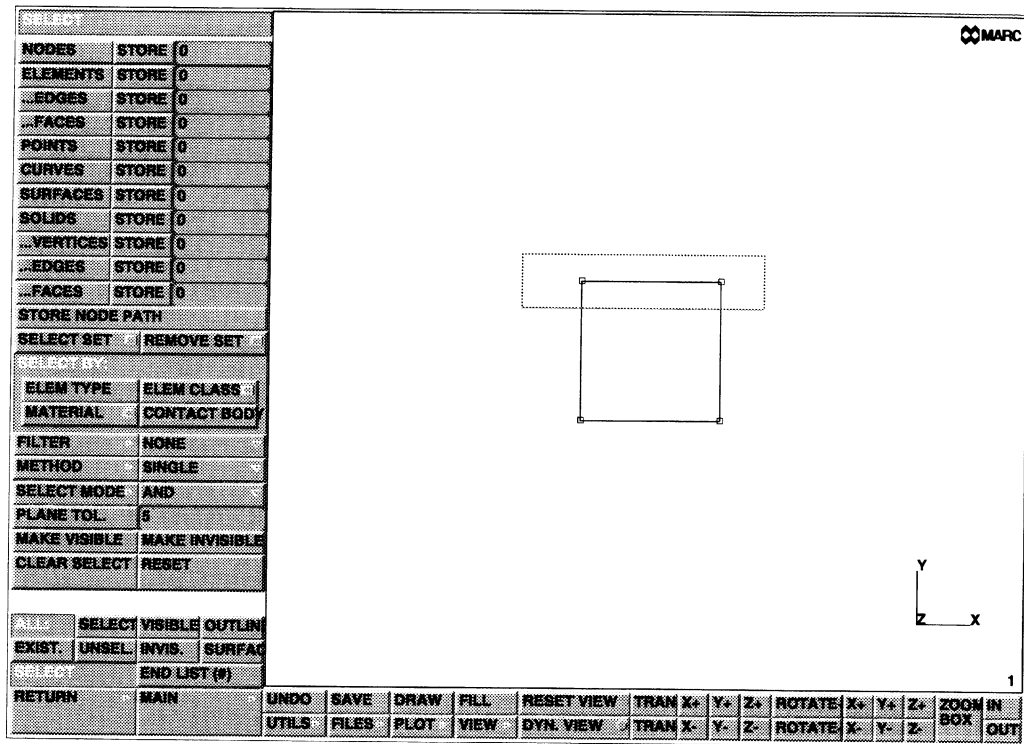 SELECT
MARC
NODES STORE 0
ELEMENTS STORE 0
...EDGES STORE 0
...FACES STORE 0
POINTS STORE 0
CURVES STORE 0
SURFACES STORE 0
SOLIDS STORE 0
...VERTICES STORE 0
...EDGES STORE 0
...FACES STORE 0
STORE NODE PATH
SELECT SET REMOVE SET
SELECT BY:
ELEM TYPE ELEM CLASS
MATERIAL CONTACT BODY
FILTER NONE
METHOD SINGLE
SELECT MODE AND
PLANE TOL. 5
MAKE VISIBLE MAKE INVISIBLE
CLEAR SELECT RESET
Y
Z X
ALL: SELECT VISIBLE OUTLIN
EXIST. UNSEL. INVIS. SURFAC
SELECT END LIST (#)
1
RETURN MAIN UNDO SAVE DRAW FILL RESET VIEW TRAN X+ Y+ Z+ ROTATE X+ Y+ Z+ ZOOM IN
UTILS FILES PLOT VIEW DYN. VIEW TRAN X- Y- Z- ROTATE X- Y- Z- BOX OUT